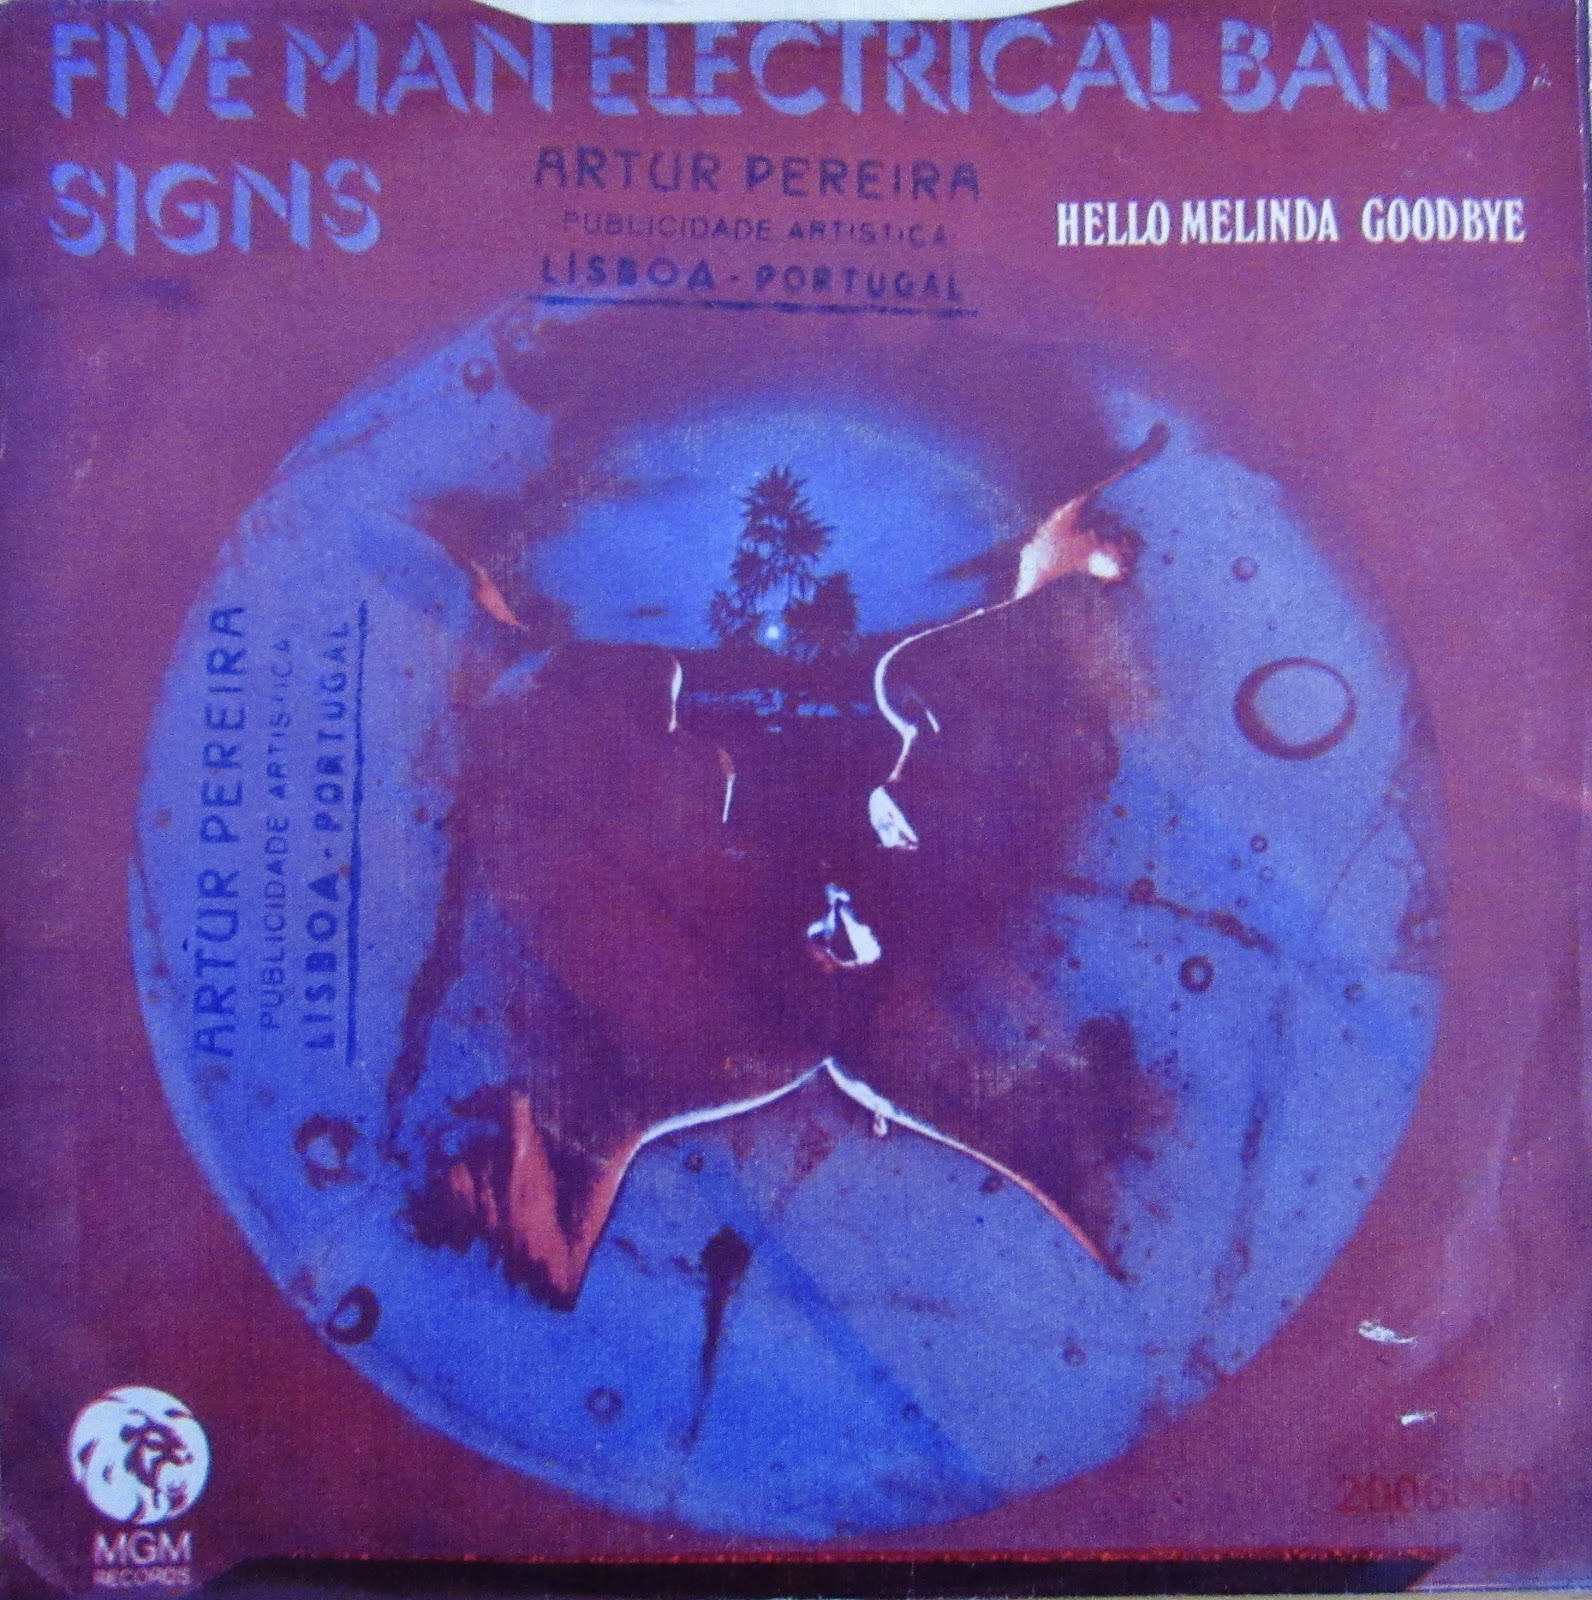 FIVE MAN ELECTRICAL BAND
SIGNS
HELLO MELINDA GOODBYE
ARTUR PEREIRA
PUBLICIDADE ARTISTICA
LISBOA - PORTUGAL
ARTUR PEREIRA
PUBLICIDADE ARTISTICA
LISBOA - PORTUGAL
MGM
RECORDS